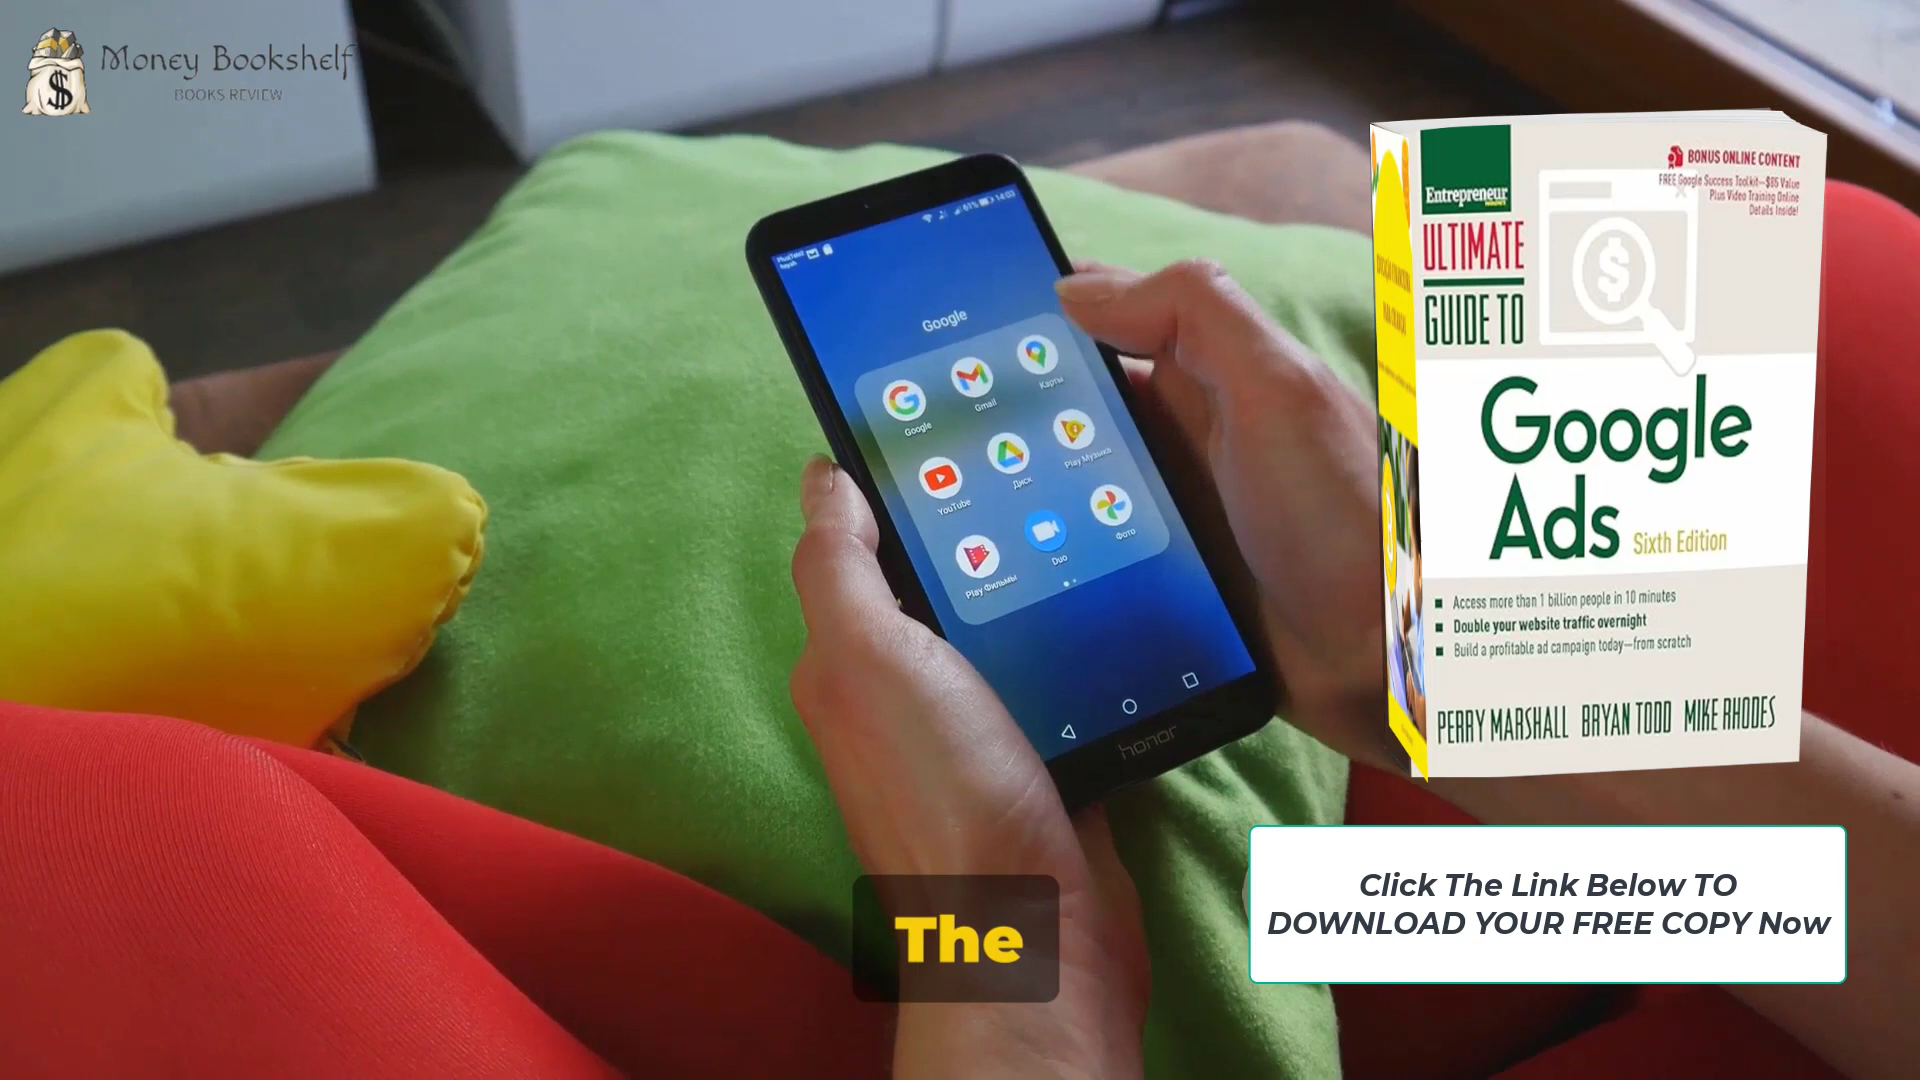 Money Bookshelf
BOOKS REVIEW
14:03
61%
Google
Google
Gmail
Карты
YouTube
Диск
Play Музыка
Play Фильмы
Duo
Фото
honor
Entrepreneur
BONUS ONLINE CONTENT
FREE Google Success Toolkit—$85 Value
Plus Video Training Online
Details Inside!
ULTIMATE
GUIDE TO
Google
Ads Sixth Edition
Access more than 1 billion people in 10 minutes
Double your website traffic overnight
Build a profitable ad campaign today—from scratch
PERRY MARSHALL BRYAN TODD MIKE RHODES
Click The Link Below TO
DOWNLOAD YOUR FREE COPY Now
The